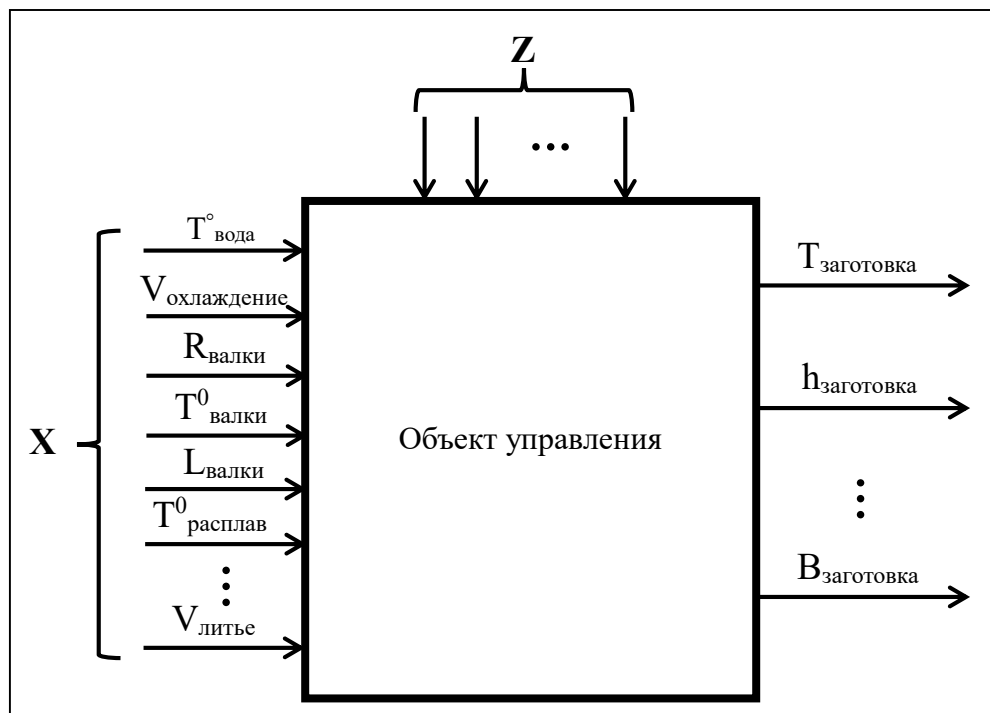 Z
...
T°вода
Vохлаждение
Rвалки
T⁰валки
X
Lвалки
T⁰расплав
⋮
Vлитье
Объект управления
Tзаготовка
hзаготовка
⋮
Bзаготовка